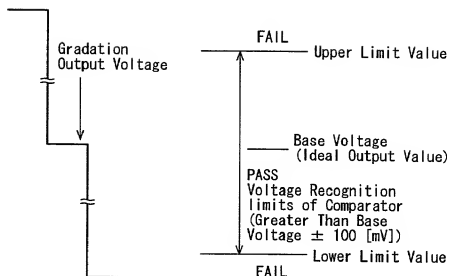 Gradation
Output Voltage
FAIL
Upper Limit Value
Base Voltage
(Ideal Output Value)
PASS
Voltage Recognition
limits of Comparator
(Greater Than Base
Voltage ± 100 [mV])
Lower Limit Value
FAIL